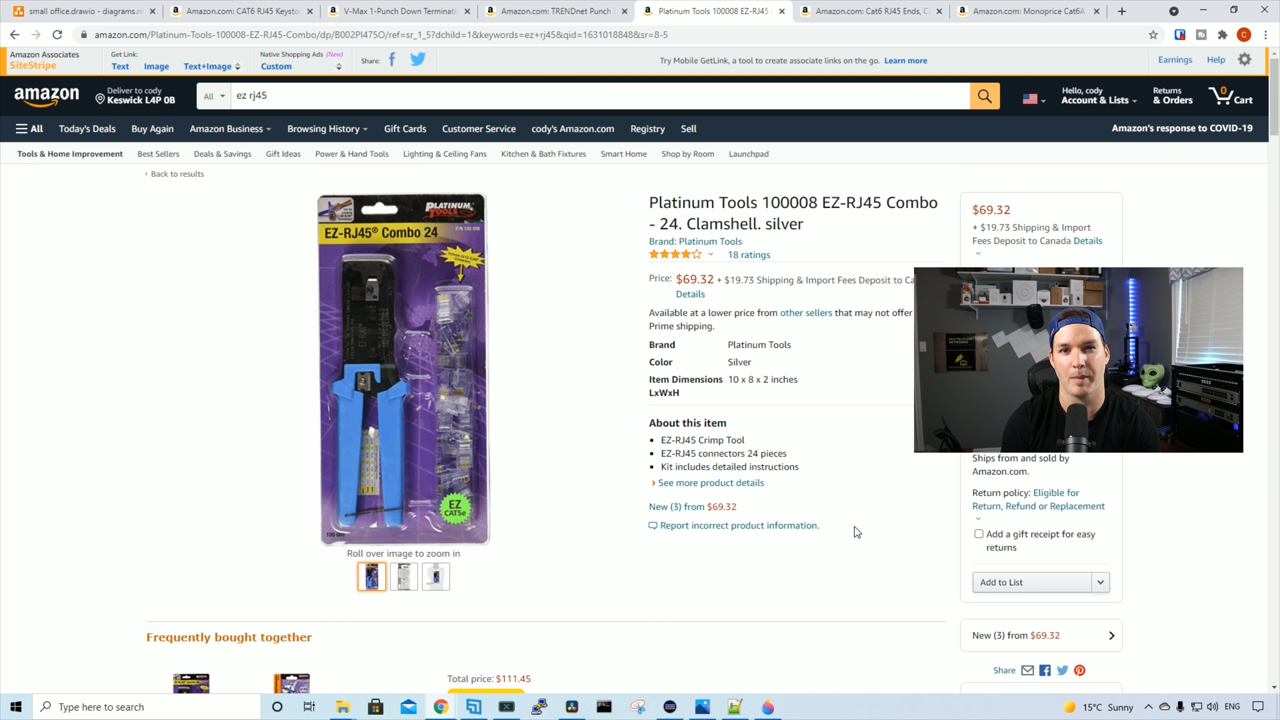 small office.drawio - diagrams.n
Amazon.com: CAT6 RJ45 Keysto
V-Max 1-Punch Down Terminati
Amazon.com: TRENDnet Punch
Platinum Tools 100008 EZ-RJ45
Amazon.com: Cat6 RJ45 Ends, C
Amazon.com: Monoprice Cat6A
amazon.com/Platinum-Tools-100008-EZ-RJ45-Combo/dp/B002PI475O/ref=sr_1_5?dchild=1&keywords=ez+rj45&qid=1631018848&sr=8-5
Amazon Associates
SiteStripe
Get Link:
Text
Image
Text+Image
Native Shopping Ads (New)
Custom
Share:
Try Mobile GetLink, a tool to create associate links on the go. Learn more
Earnings
Help
amazon
Deliver to cody
Keswick L4P 0B
All
ez rj45
Hello, cody
Account & Lists
Returns
& Orders
0
Cart
All
Today's Deals
Buy Again
Amazon Business
Browsing History
Gift Cards
Customer Service
cody's Amazon.com
Registry
Sell
Amazon's response to COVID-19
Tools & Home Improvement
Best Sellers
Deals & Savings
Gift Ideas
Power & Hand Tools
Lighting & Ceiling Fans
Kitchen & Bath Fixtures
Smart Home
Shop by Room
Launchpad
‹ Back to results
PLATINUM TOOLS
EZ-RJ45® Combo 24
EZ
CAT5e
Roll over image to zoom in
Platinum Tools 100008 EZ-RJ45 Combo
- 24. Clamshell. silver
Brand: Platinum Tools
18 ratings
Price: $69.32 + $19.73 Shipping & Import Fees Deposit to Ca
Details
Available at a lower price from other sellers that may not offer
Prime shipping.
Brand Platinum Tools
Color Silver
Item Dimensions 10 x 8 x 2 inches
LxWxH
About this item
• EZ-RJ45 Crimp Tool
• EZ-RJ45 connectors 24 pieces
• Kit includes detailed instructions
› See more product details
New (3) from $69.32
Report incorrect product information.
$69.32
+ $19.73 Shipping & Import
Fees Deposit to Canada Details
Ships from and sold by
Amazon.com.
Return policy: Eligible for
Return, Refund or Replacement
Add a gift receipt for easy
returns
Add to List
New (3) from $69.32
Share
Frequently bought together
Total price: $111.45
Type here to search
15°C Sunny
ENG